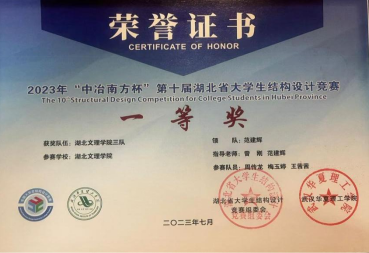 荣誉证书
CERTIFICATE OF HONOR
2023年“中冶南方杯”第十届湖北省大学生结构设计竞赛
The 10th Structural Design Competition for College Students in Hubei Province
一等奖
获奖队伍：湖北文理学院三队
领 队：范建辉
参赛学校：湖北文理学院
指导老师：曾刚 范建辉
参赛队员：周传龙 梅玉婷 王茜茜
湖北省大学生结构设计
竞赛组委会
武汉华夏理工学院
二〇二三年七月